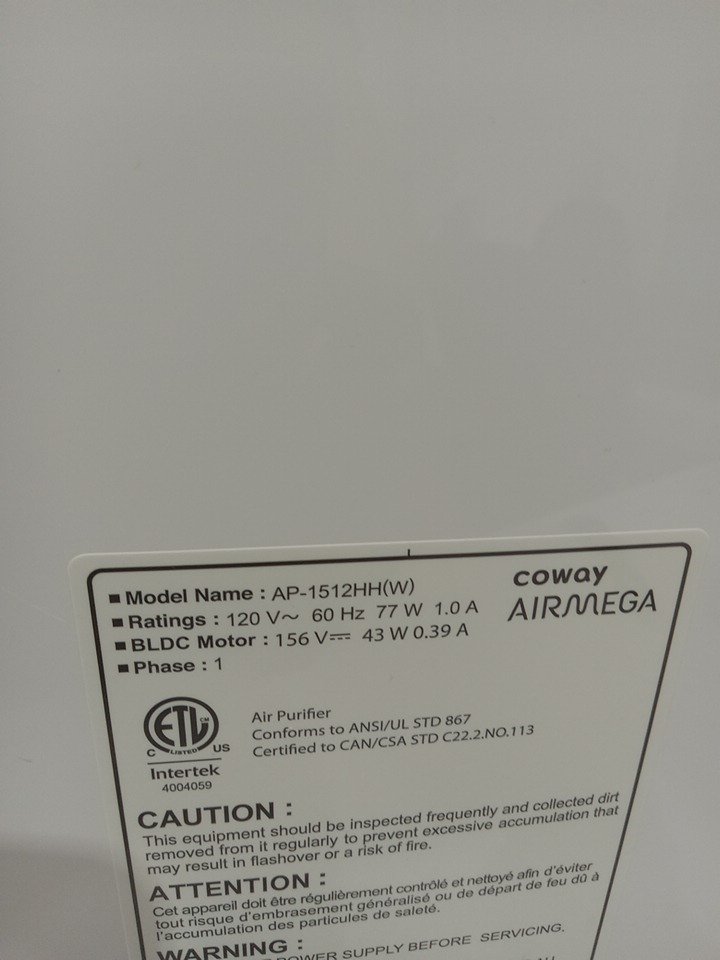 ■ Model Name : AP-1512HH(W)
■ Ratings : 120 V～ 60 Hz 77 W 1.0 A
■ BLDC Motor : 156 V⎓ 43 W 0.39 A
■ Phase : 1
coway
AIRMEGA
ETL CM
C LISTED US
Intertek
4004059
Air Purifier
Conforms to ANSI/UL STD 867
Certified to CAN/CSA STD C22.2.NO.113
CAUTION :
This equipment should be inspected frequently and collected dirt
removed from it regularly to prevent excessive accumulation that
may result in flashover or a risk of fire.
ATTENTION :
Cet appareil doit être régulièrement contrôlé et nettoyé afin d'éviter
tout risque d'embrasement généralisé ou de départ de feu dû à
l'accumulation des particules de saleté.
WARNING :
POWER SUPPLY BEFORE SERVICING.